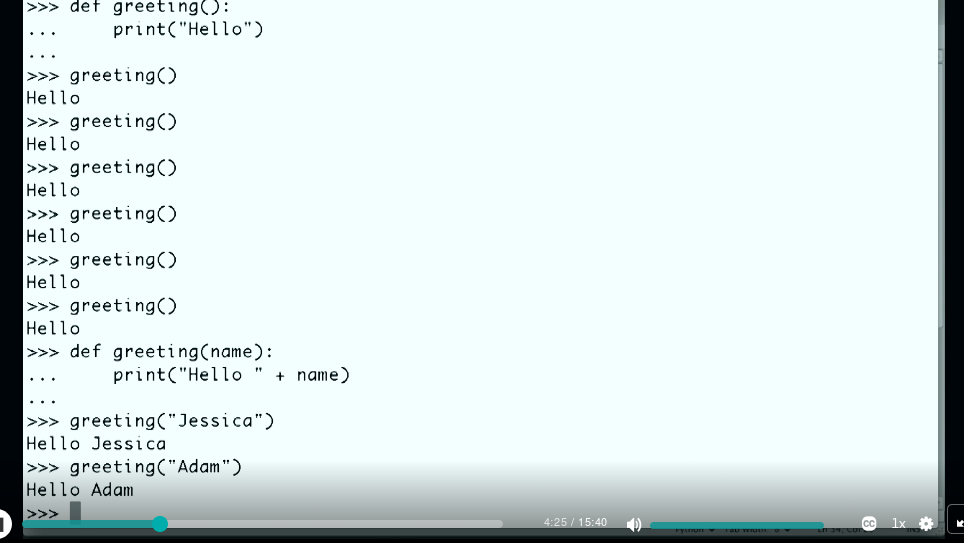 >>> def greeting():
...     print("Hello")
...
>>> greeting()
Hello
>>> greeting()
Hello
>>> greeting()
Hello
>>> greeting()
Hello
>>> greeting()
Hello
>>> greeting()
Hello
>>> def greeting(name):
...     print("Hello " + name)
...
>>> greeting("Jessica")
Hello Jessica
>>> greeting("Adam")
Hello Adam
>>>
4:25 / 15:40
CC
1x